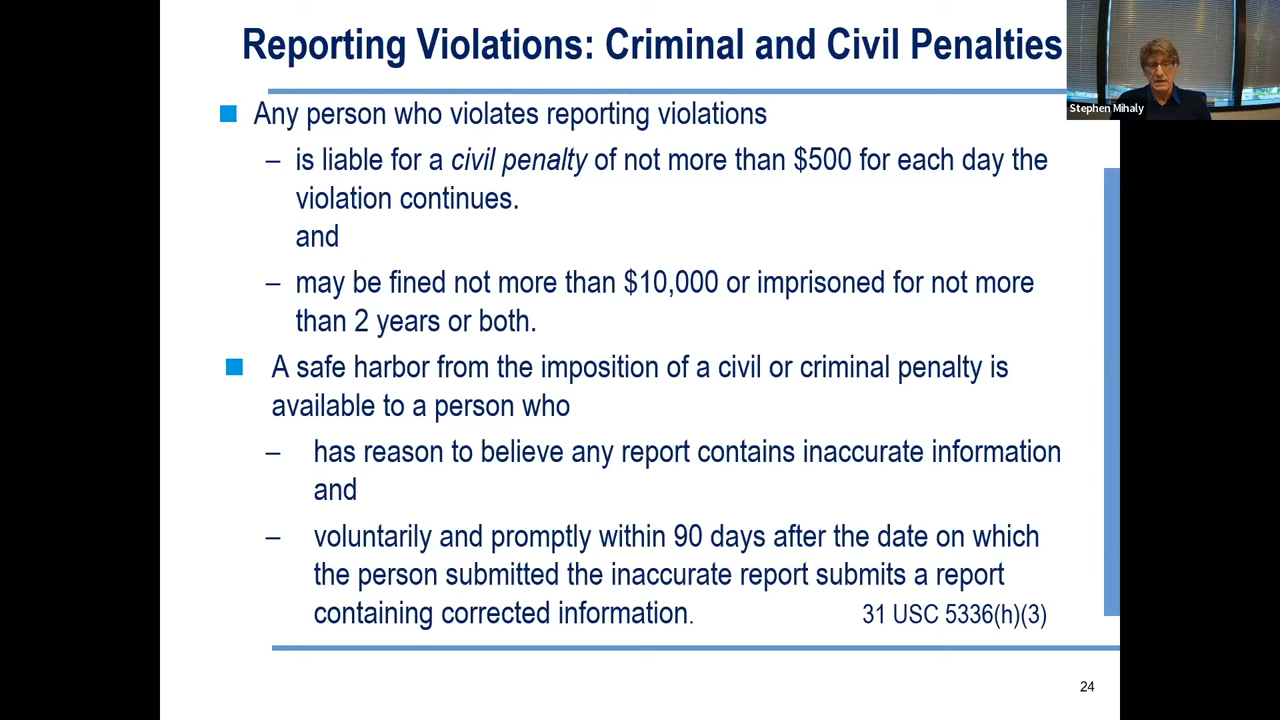 Reporting Violations: Criminal and Civil Penalties
Stephen Mihaly
■ Any person who violates reporting violations
– is liable for a civil penalty of not more than $500 for each day the
violation continues.
and
– may be fined not more than $10,000 or imprisoned for not more
than 2 years or both.
■ A safe harbor from the imposition of a civil or criminal penalty is
available to a person who
– has reason to believe any report contains inaccurate information
and
– voluntarily and promptly within 90 days after the date on which
the person submitted the inaccurate report submits a report
containing corrected information. 31 USC 5336(h)(3)
24